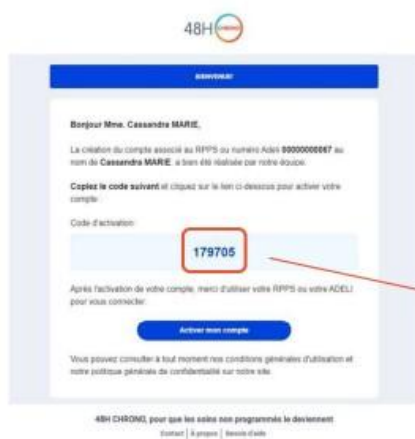 48H CHRONO
BIENVENUE!
Bonjour Mme. Cassandra MARIE,
La création du compte associé au RPPS ou numéro Adeli 00000000067 au
nom de Cassandra MARIE, a bien été réalisée par notre équipe.
Copiez le code suivant et cliquez sur le lien ci-dessous pour activer votre
compte:
Code d'activation:
179705
Après l'activation de votre compte, merci d'utiliser votre RPPS ou votre ADELI
pour vous connecter.
Activer mon compte
Vous pouvez consulter à tout moment nos conditions générales d'utilisation et
notre politique générale de confidentialité sur notre site.
48H CHRONO, pour que les soins non programmés le deviennent
Contact | À propos | Besoin d'aide